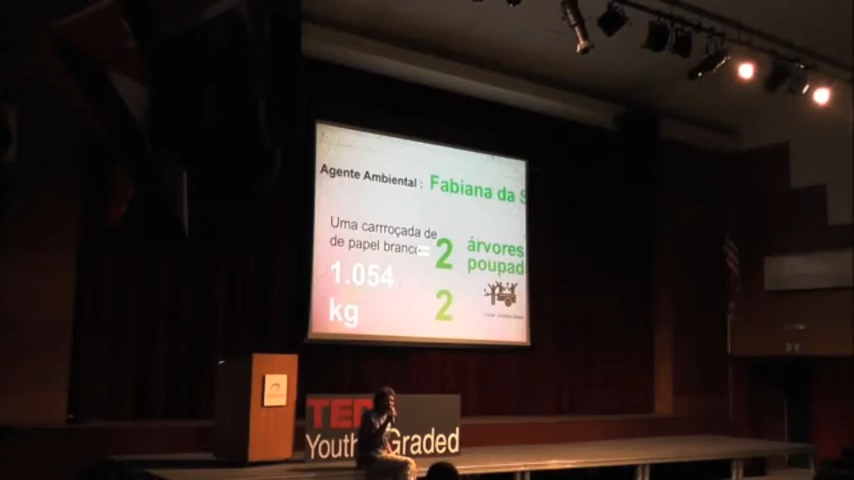 Agente Ambiental : Fabiana da S
Uma carrroçada de
de papel branco
=
2
árvores
poupad
1.054
kg
2
TED
Youth Graded